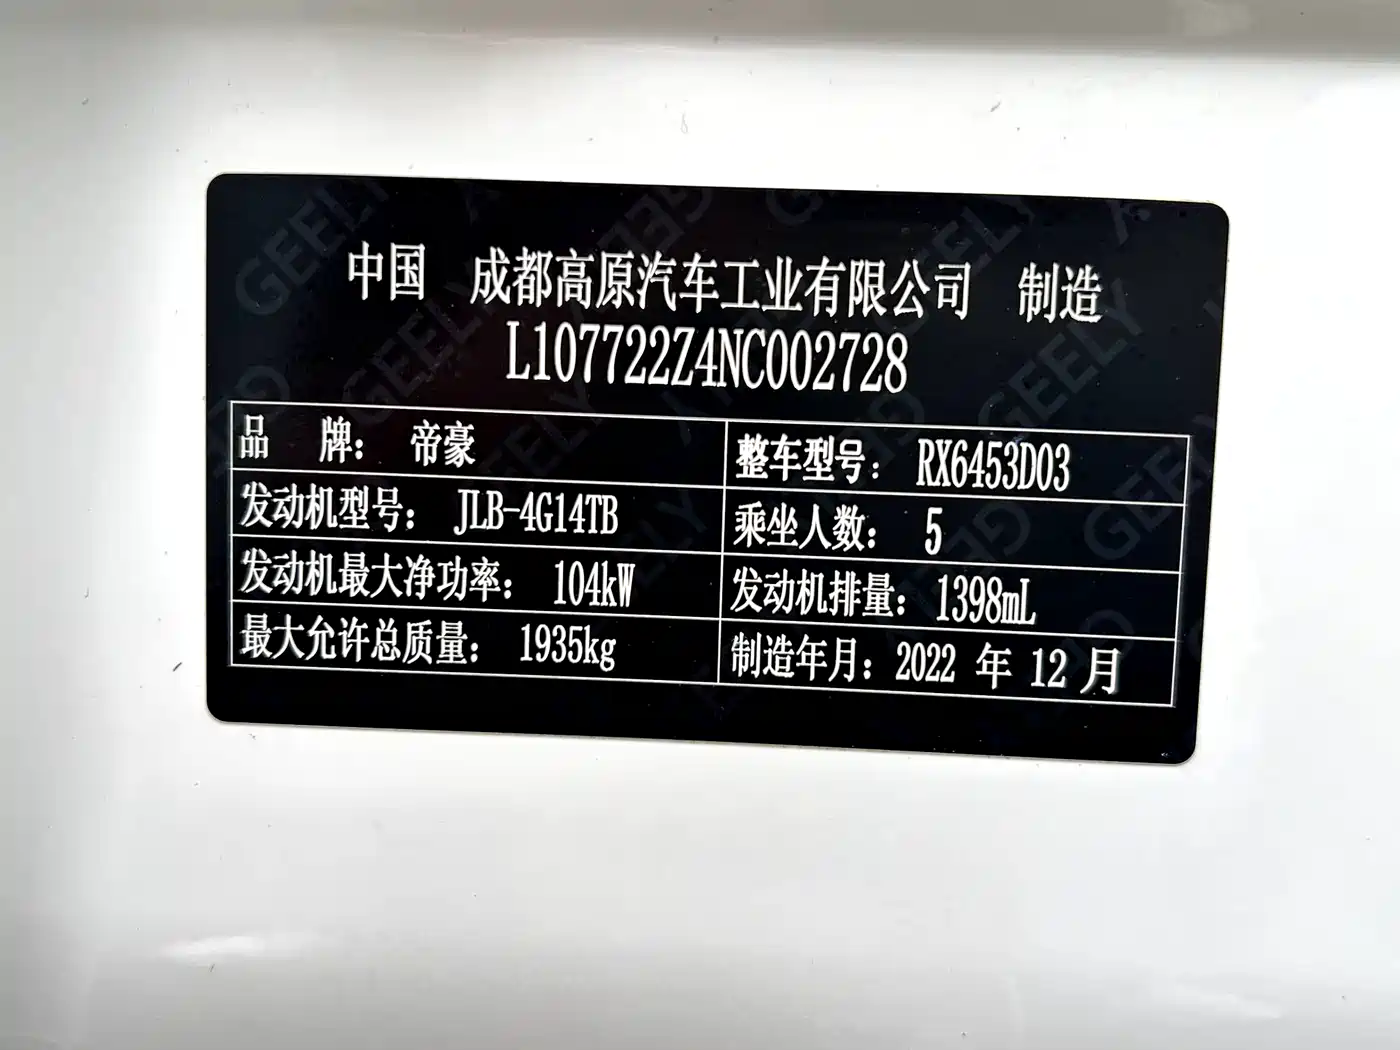 中国 成都高原汽车工业有限公司 制造
L107722Z4NC002728
品 牌: 帝豪 整车型号: RX6453D03
发动机型号: JLB-4G14TB 乘坐人数: 5
发动机最大净功率: 104kW 发动机排量: 1398mL
最大允许总质量: 1935kg 制造年月: 2022 年 12 月